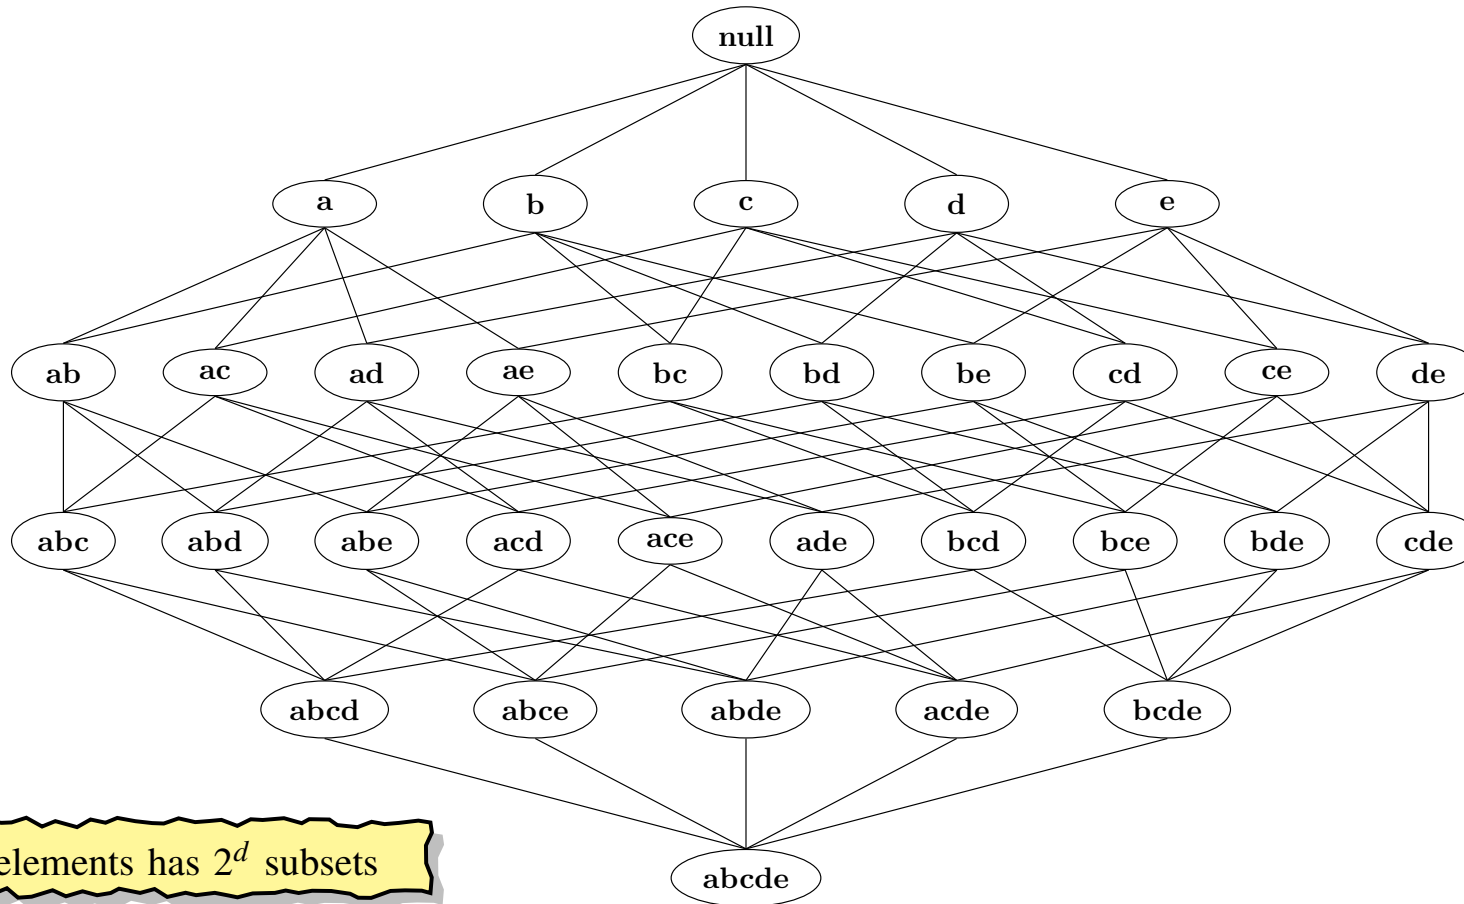 null
a b c d e
ab ac ad ae bc bd be cd ce de
abc abd abe acd ace ade bcd bce bde cde
abcd abce abde acde bcde
elements has 2^d subsets
abcde